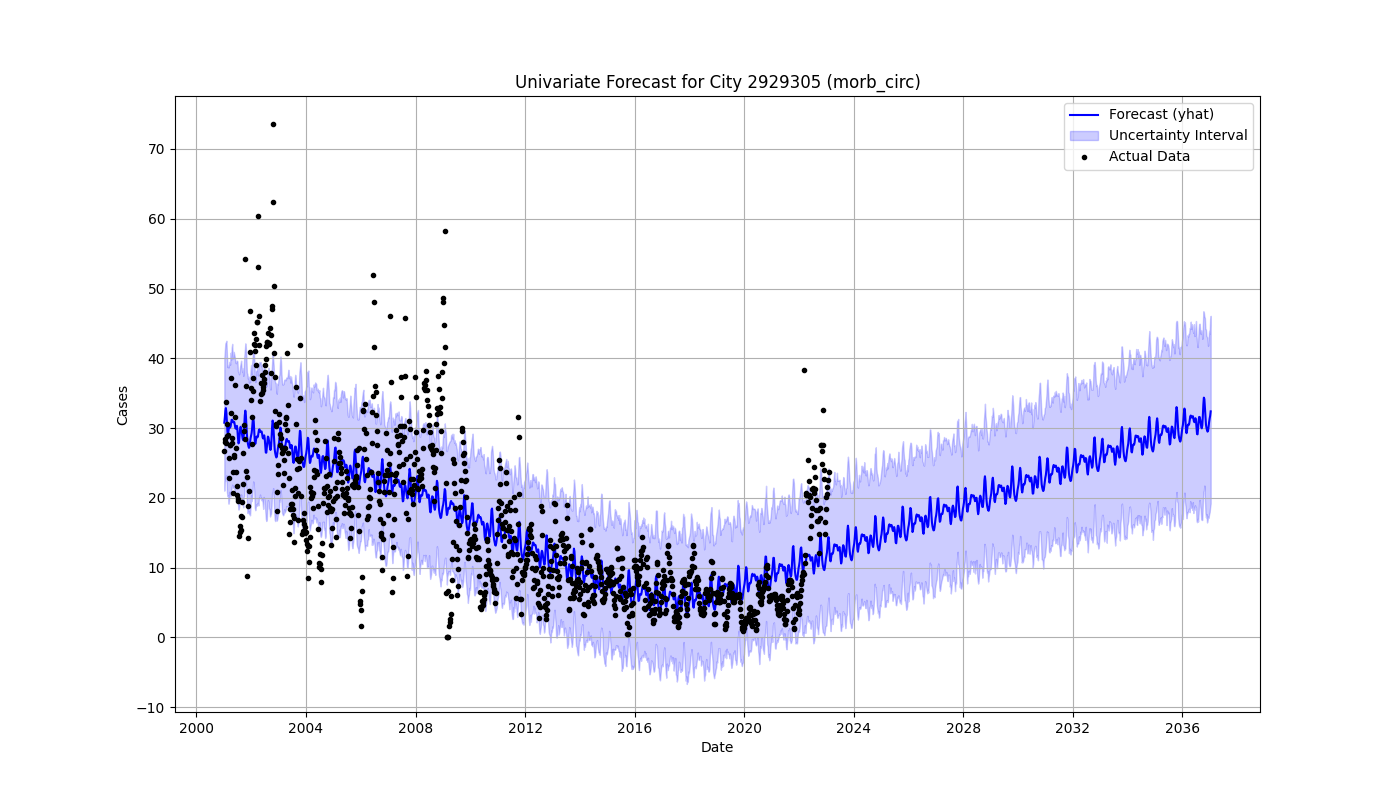 Univariate Forecast for City 2929305 (morb_circ)
Forecast (yhat)
Uncertainty Interval
Actual Data
Cases
70
60
50
40
30
20
10
0
−10
2000 2004 2008 2012 2016 2020 2024 2028 2032 2036
Date